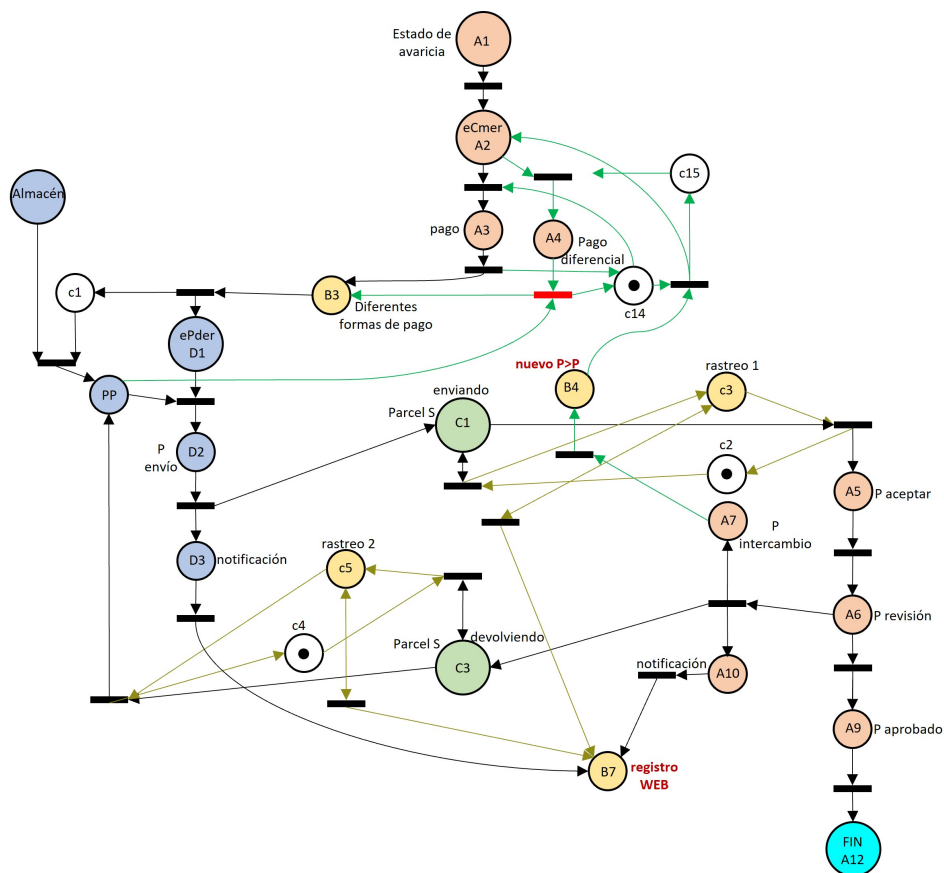 Estado de
avaricia
A1
eCmer
A2
c15
Almacén
pago
A3
A4
Pago
diferencial
c1
B3
Diferentes
formas de pago
c14
ePder
D1
nuevo P>P
rastreo 1
PP
B4
c3
enviando
Parcel S
C1
c2
P
envío
D2
A5
P aceptar
A7
P
intercambio
rastreo 2
D3
notificación
c5
A6
P revisión
c4
Parcel S
devolviendo
C3
notificación
A10
A9
P aprobado
B7
registro
WEB
FIN
A12